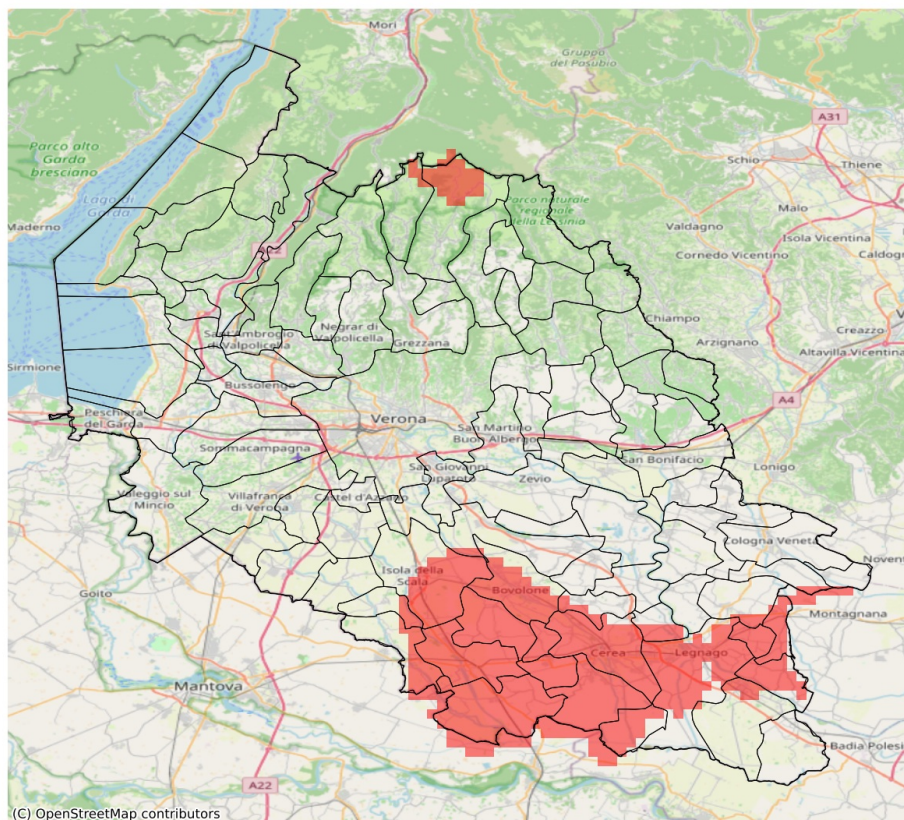 Mori
Gruppo
del Pasubio
A31
Parco alto
Garda
bresciano
Schio
Thiene
Lago di
Garda
Parco naturale
regionale
della Lessinia
Malo
Maderno
Valdagno
Isola Vicentina
A22
Cornedo Vicentino
Caldogn
Sant'Ambrogio
di Valpolicella
Negrar di
Valpolicella
Grezzana
Chiampo
Creazzo
Arzignano
Altavilla Vicentina
Sirmione
Bussolengo
A4
Peschiera
del Garda
Verona
San Martino
Buon Albergo
Sommacampagna
San Giovanni
Lupatoto
San Bonifacio
Lonigo
Zevio
Valeggio sul
Mincio
Villafranca
di Verona
Castel d'Azzano
Cologna Veneta
Isola della
Scala
Novent
Goito
Bovolone
Montagnana
Cerea
Legnago
Mantova
Badia Polesi
A22
(C) OpenStreetMap contributors